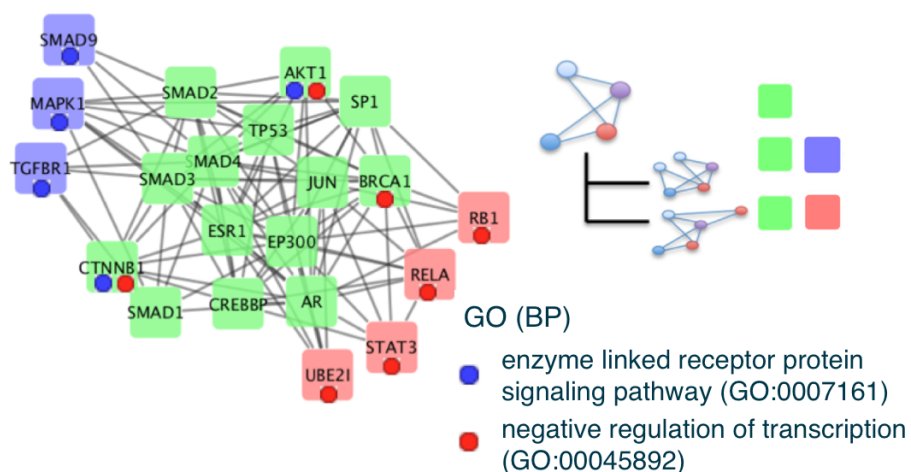 SMAD9
AKT1
SMAD2
MAPK1
SP1
TP53
SMAD4
TGFBR1
SMAD3
JUN
BRCA1
RB1
ESR1
EP300
CTNNB1
RELA
SMAD1
CREBBP
AR
STAT3
UBE2I
GO (BP)
enzyme linked receptor protein
signaling pathway (GO:0007161)
negative regulation of transcription
(GO:00045892)